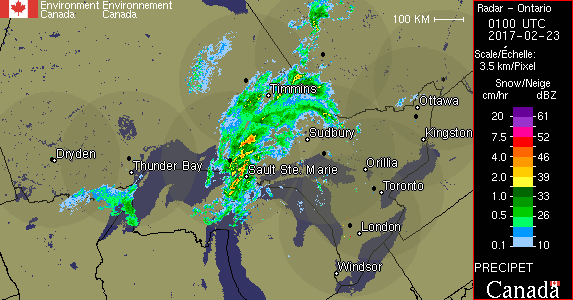 Environment Environnement
Canada Canada
100 KM
Timmins
Ottawa
Sudbury
Kingston
Dryden
Thunder Bay
Sault Ste. Marie
Orillia
Toronto
London
Windsor
Radar - Ontario
0100 UTC
2017-02-23
Scale/Échelle:
3.5 km/Pixel
Snow/Neige
cm/hr dBZ
20 61
7.5 52
4.0 46
2.0 39
1.0 33
0.5 26
0.1 10
PRECIPET
Canada